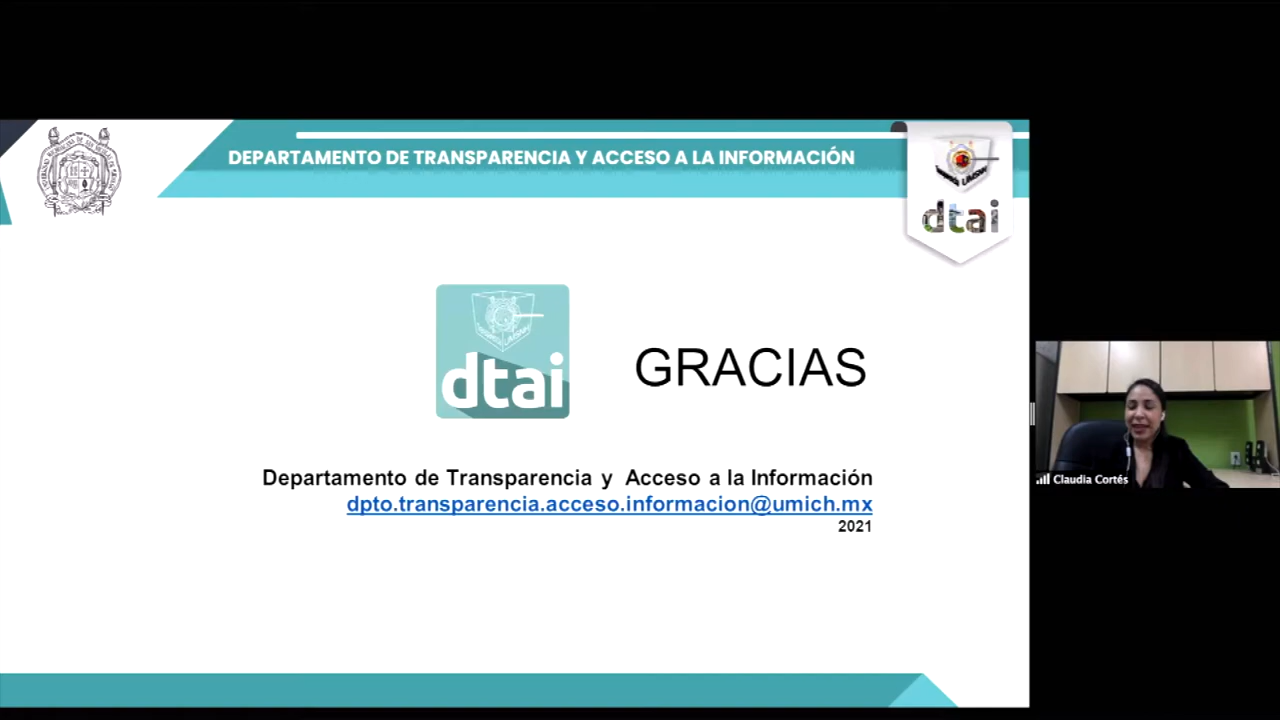 DEPARTAMENTO DE TRANSPARENCIA Y ACCESO A LA INFORMACIÓN
dtai
dtai
GRACIAS
Departamento de Transparencia y Acceso a la Información
dpto.transparencia.acceso.informacion@umich.mx
2021
Claudia Cortés